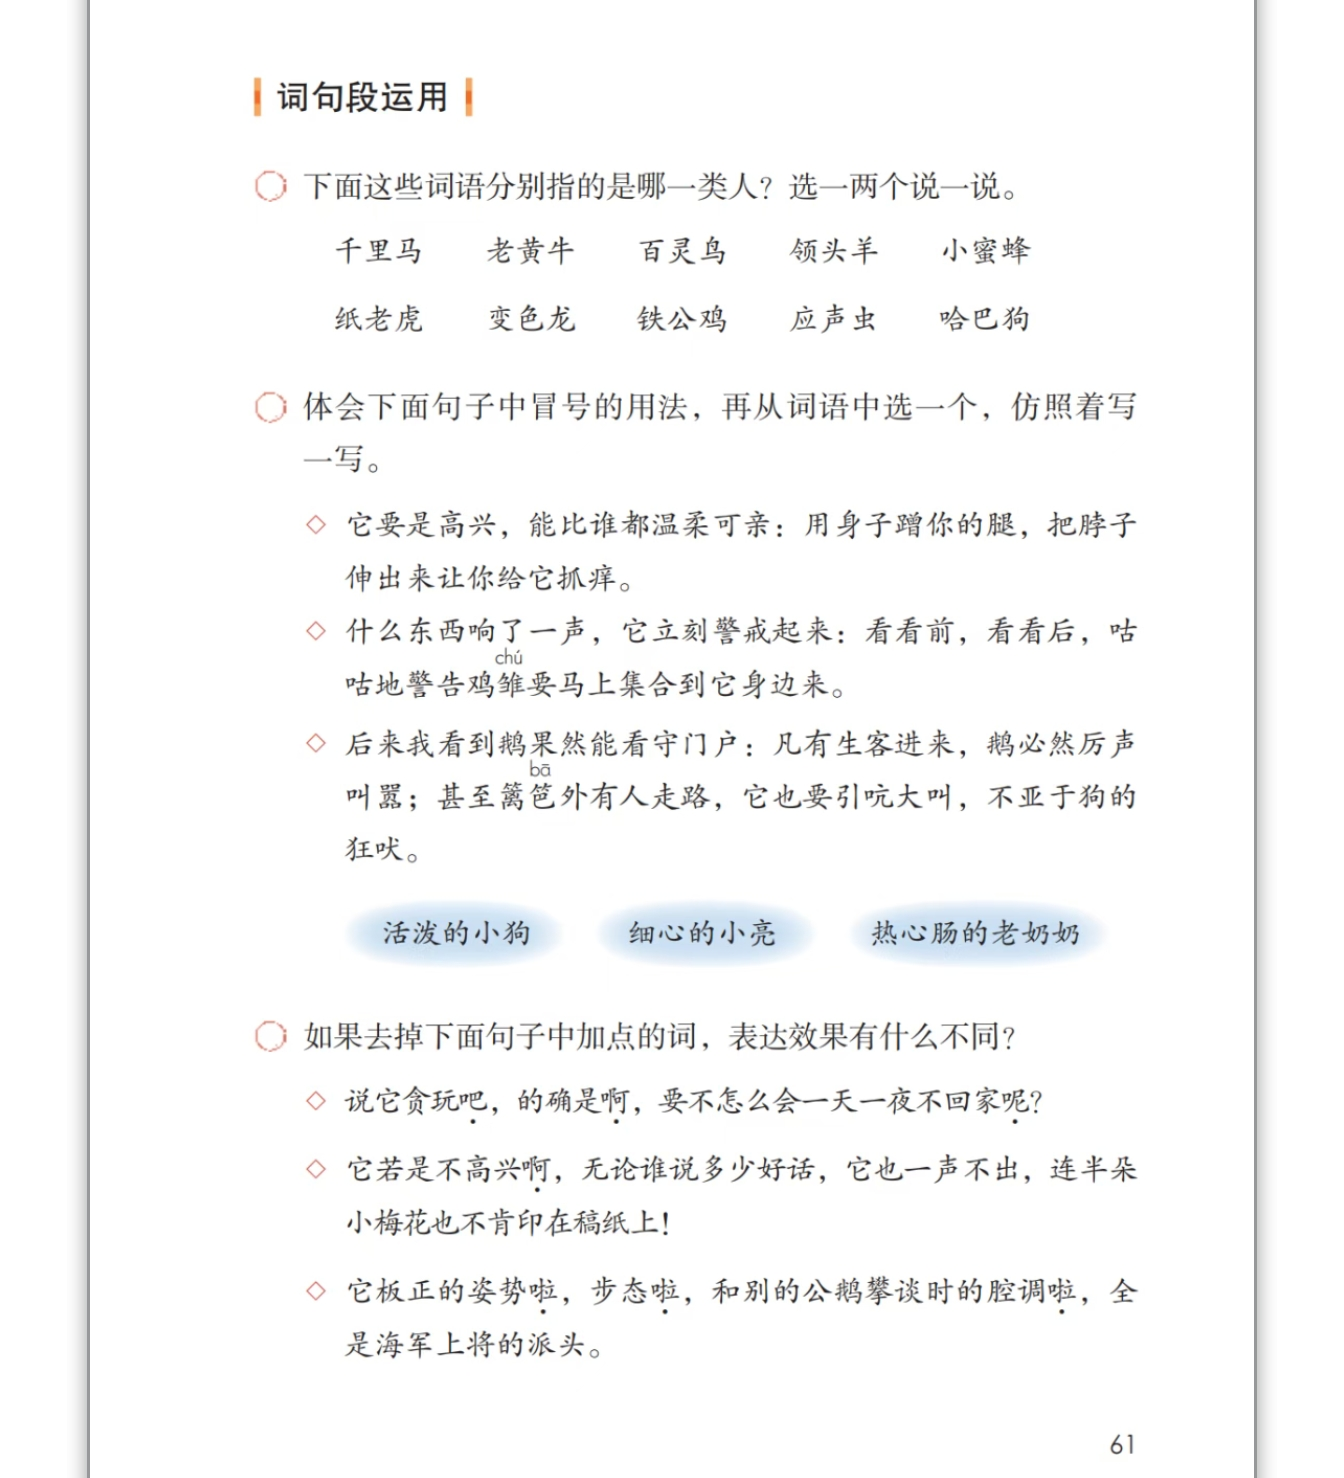 词句段运用
下面这些词语分别指的是哪一类人？选一两个说一说。
千里马 老黄牛 百灵鸟 领头羊 小蜜蜂
纸老虎 变色龙 铁公鸡 应声虫 哈巴狗
体会下面句子中冒号的用法，再从词语中选一个，仿照着写
一写。
◇ 它要是高兴，能比谁都温柔可亲：用身子蹭你的腿，把脖子
伸出来让你给它抓痒。
◇ 什么东西响了一声，它立刻警戒起来：看看前，看看后，咕
chú
咕地警告鸡雏要马上集合到它身边来。
◇ 后来我看到鹅果然能看守门户：凡有生客进来，鹅必然厉声
bā
叫嚣；甚至篱笆外有人走路，它也要引吭大叫，不亚于狗的
狂吠。
活泼的小狗 细心的小亮 热心肠的老奶奶
如果去掉下面句子中加点的词，表达效果有什么不同？
◇ 说它贪玩吧，的确是啊，要不怎么会一天一夜不回家呢？
◇ 它若是不高兴啊，无论谁说多少好话，它也一声不出，连半朵
小梅花也不肯印在稿纸上！
◇ 它板正的姿势啦，步态啦，和别的公鹅攀谈时的腔调啦，全
是海军上将的派头。
61